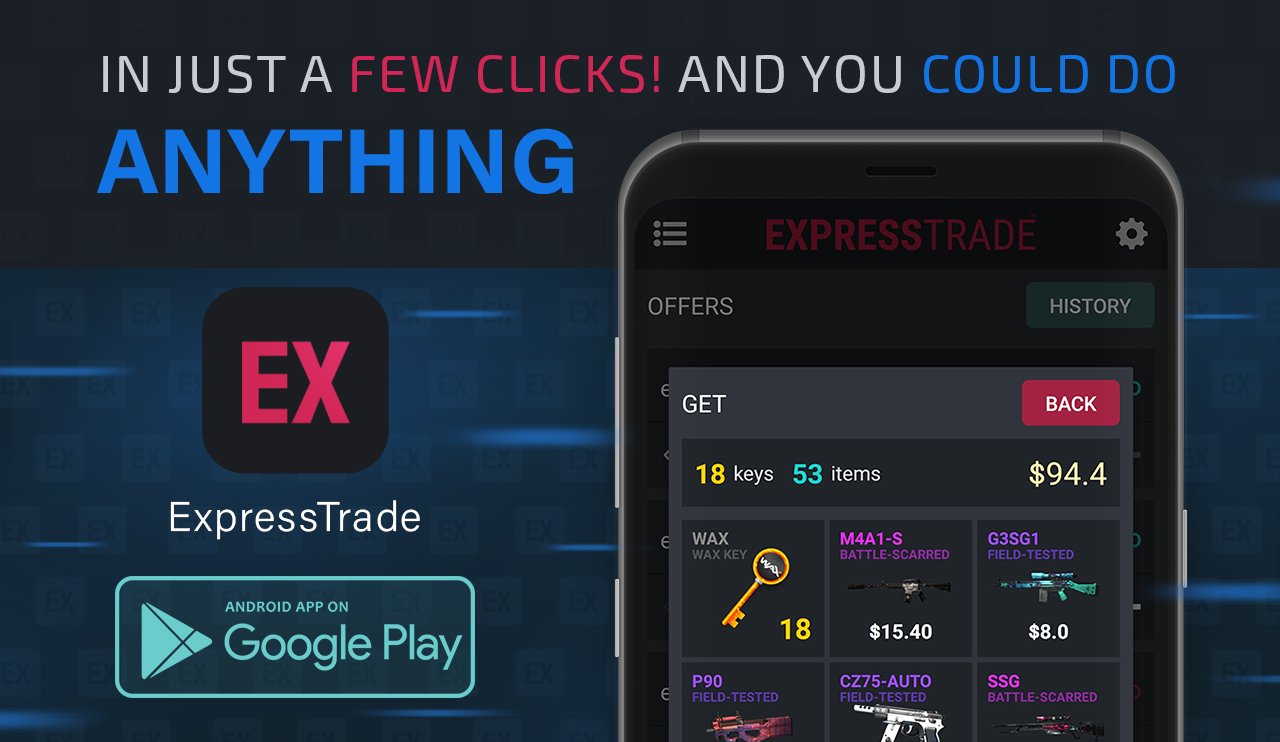 IN JUST A FEW CLICKS! AND YOU COULD DO
ANYTHING
EX
ExpressTrade
ANDROID APP ON
Google Play
EXPRESSTRADE
OFFERS
HISTORY
GET
BACK
18 keys 53 items
$94.4
WAX
WAX KEY
WAX
18
M4A1-S
BATTLE-SCARRED
$15.40
G3SG1
FIELD-TESTED
$8.0
P90
FIELD-TESTED
CZ75-AUTO
FIELD-TESTED
SSG
BATTLE-SCARRED